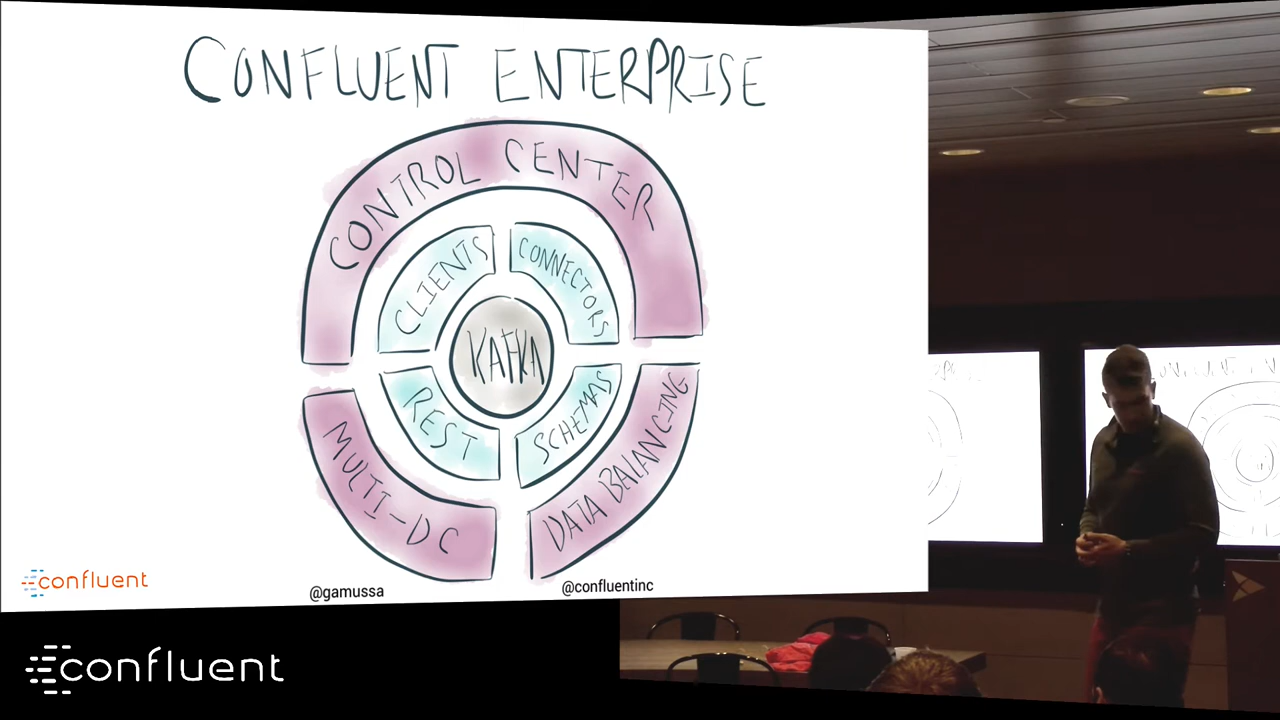 CONFLUENT ENTERPRISE
CONTROL CENTER
CLIENTS
CONNECTORS
KAFKA
REST
SCHEMAS
MULTI-DC
DATA BALANCING
confluent
@gamussa
@confluentinc
confluent